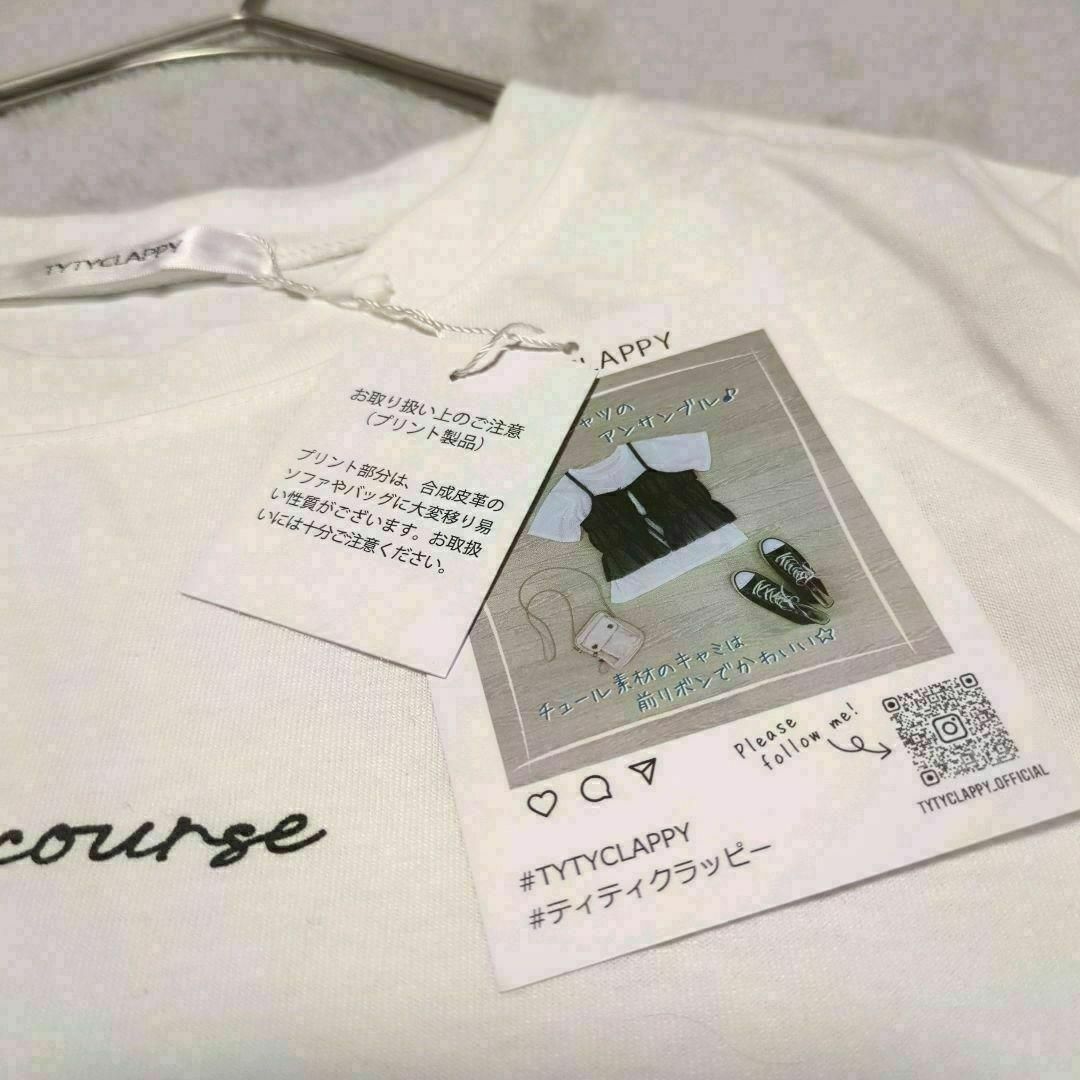 TYTYCLAPPY
お取り扱い上のご注意
（プリント製品）
プリント部分は、合成皮革の
ソファやバッグに大変移り易
い性質がございます。お取扱
いには十分ご注意ください。
CLAPPY
ャツの
アンサンブル♪
チュール素材のキャミは
前リボンでかわいい☆
Please
follow me!
TYTYCLAPPY_OFFICIAL
#TYTYCLAPPY
#ティティクラッピー
course